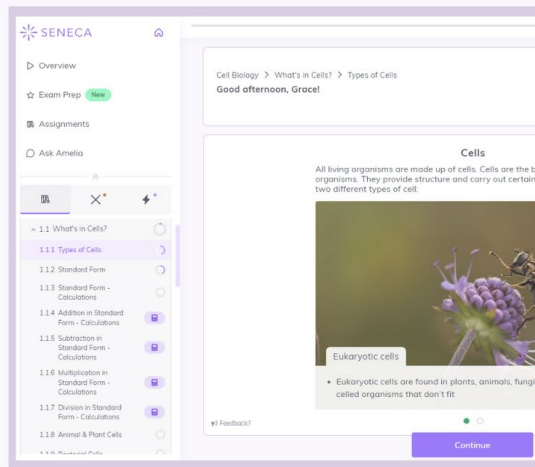 SENECA
Overview
Exam Prep New
Assignments
Ask Amelia
1.1 What's in Cells?
1.1.1 Types of Cells
1.1.2 Standard Form
1.1.3 Standard Form -
Calculations
1.1.4 Addition in Standard
Form - Calculations
1.1.5 Subtraction in
Standard Form -
Calculations
1.1.6 Multiplication in
Standard Form -
Calculations
1.1.7 Division in Standard
Form - Calculations
1.1.8 Animal & Plant Cells
Cell Biology > What's in Cells? > Types of Cells
Good afternoon, Grace!
Cells
All living organisms are made up of cells. Cells are the b
organisms. They provide structure and carry out certain
two different types of cell:
Eukaryotic cells
• Eukaryotic cells are found in plants, animals, fungi
celled organisms that don't fit
Feedback?
Continue